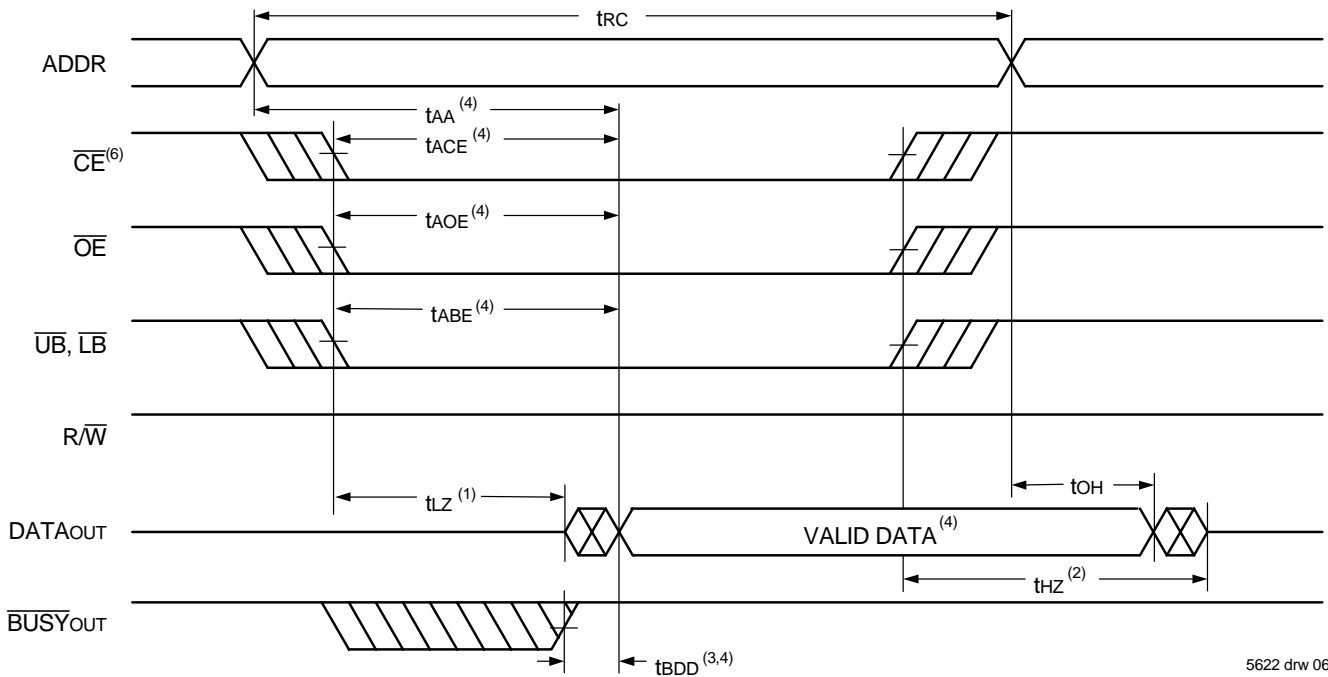 tRC
ADDR
tAA (4)
CE(6)
tACE (4)
OE
tAOE (4)
UB, LB
tABE (4)
R/W
tLZ (1)
tOH
DATAOUT
VALID DATA(4)
tHZ (2)
BUSYOUT
tBDD (3,4)
5622 drw 06